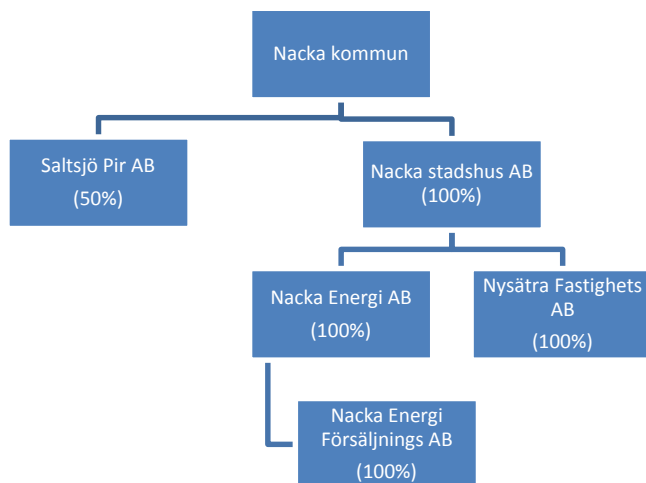 Nacka kommun
Saltsjö Pir AB
(50%)
Nacka stadshus AB
(100%)
Nacka Energi AB
(100%)
Nysätra Fastighets
AB
(100%)
Nacka Energi
Försäljnings AB
(100%)